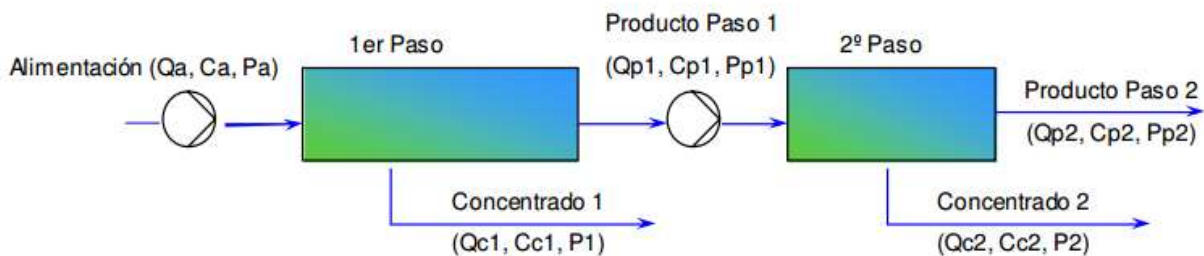 Producto Paso 1
1er Paso
2º Paso
Alimentación (Qa, Ca, Pa)
(Qp1, Cp1, Pp1)
Producto Paso 2
(Qp2, Cp2, Pp2)
Concentrado 1
Concentrado 2
(Qc1, Cc1, P1)
(Qc2, Cc2, P2)